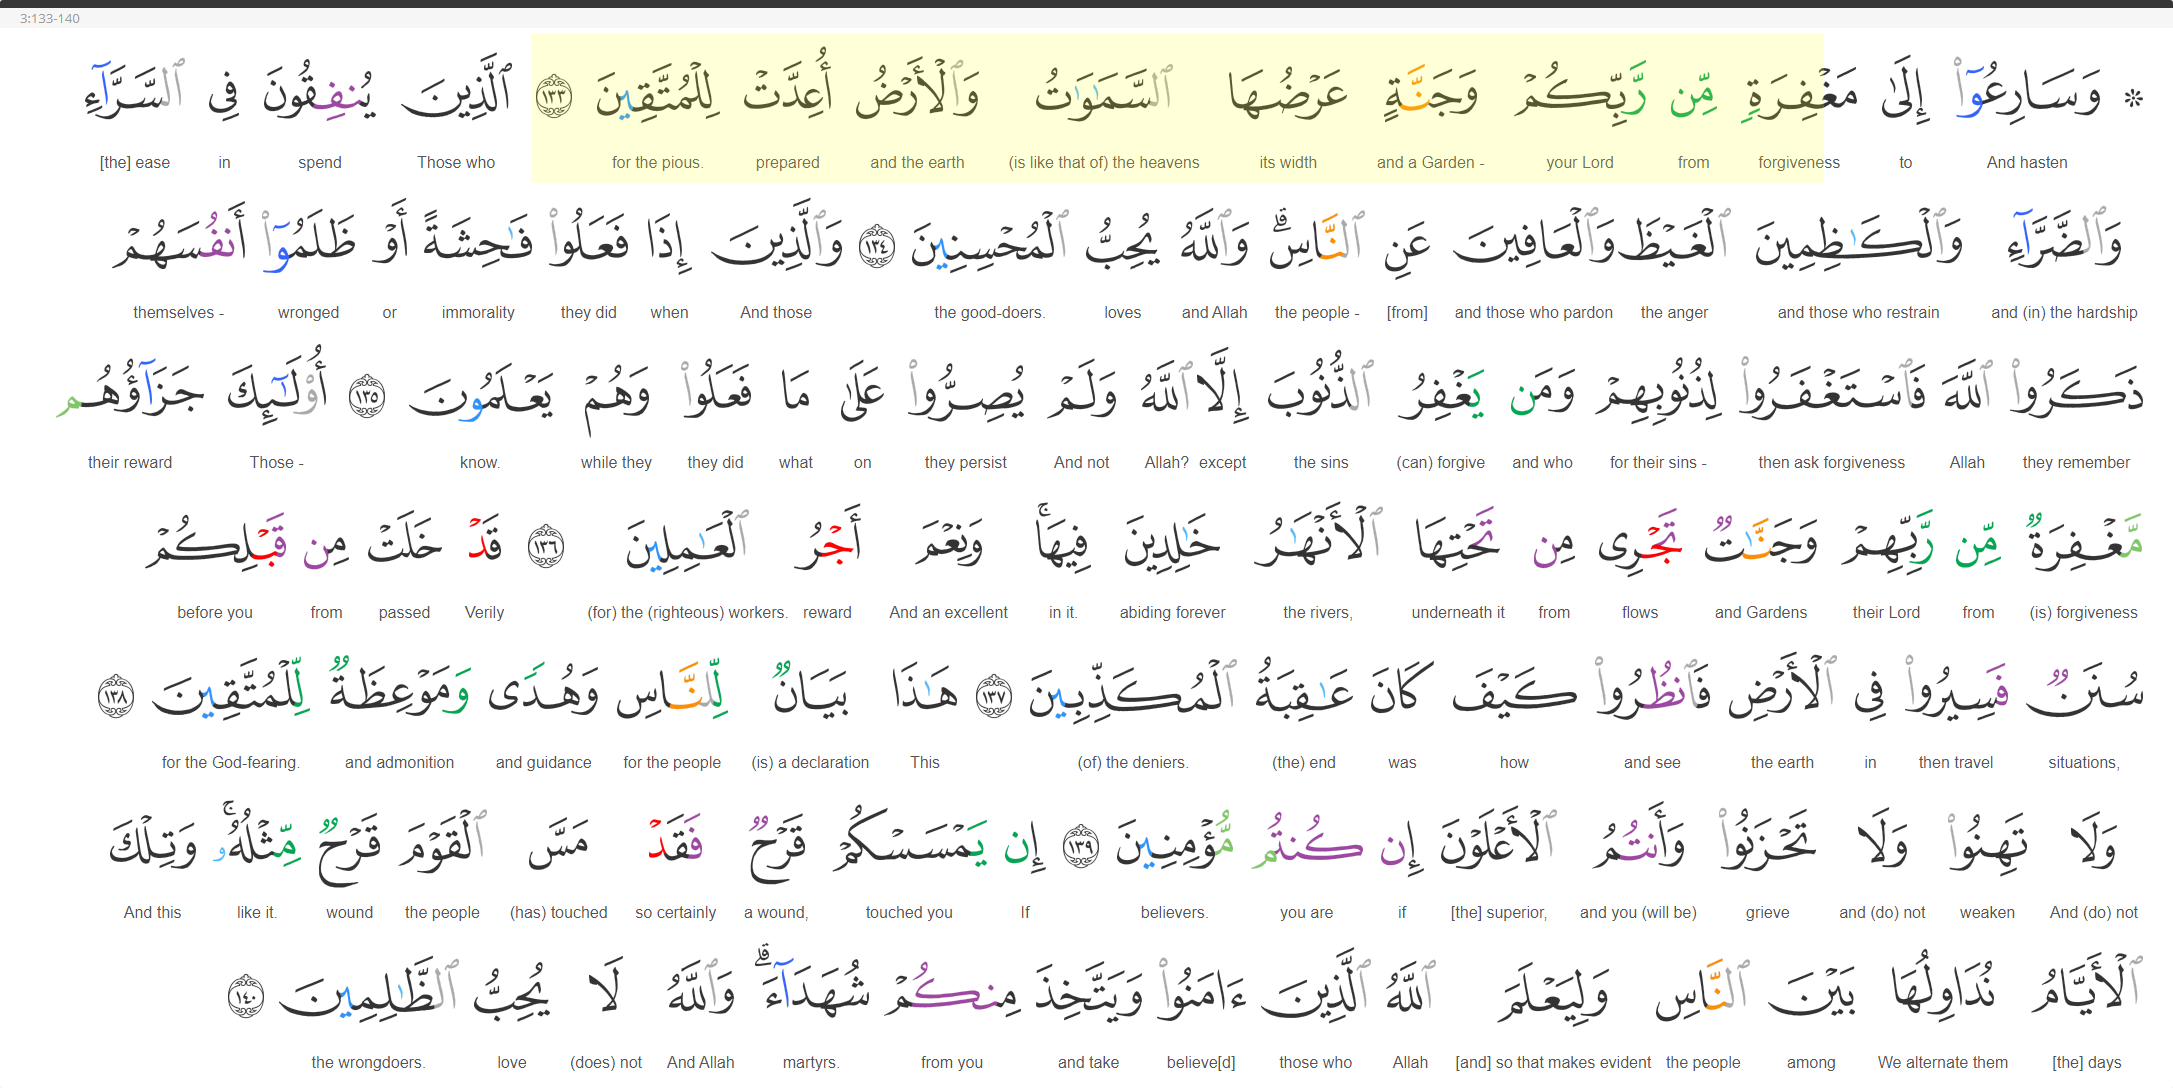 3:133-140
۞ وَسَارِعُوٓا۟ إِلَىٰ مَغْفِرَةٍ مِّن رَّبِّكُمْ وَجَنَّةٍ عَرْضُهَا ٱلسَّمَـٰوَٰتُ وَٱلْأَرْضُ أُعِدَّتْ لِلْمُتَّقِينَ ١٣٣ ٱلَّذِينَ يُنفِقُونَ فِى ٱلسَّرَّآءِ
And hasten to forgiveness from your Lord and a Garden - its width (is like that of) the heavens and the earth prepared for the pious. Those who spend in [the] ease
وَٱلضَّرَّآءِ وَٱلْكَـٰظِمِينَ ٱلْغَيْظَ وَٱلْعَافِينَ عَنِ ٱلنَّاسِ ۗ وَٱللَّهُ يُحِبُّ ٱلْمُحْسِنِينَ ١٣٤ وَٱلَّذِينَ إِذَا فَعَلُوا۟ فَـٰحِشَةً أَوْ ظَلَمُوٓا۟ أَنفُسَهُمْ
and (in) the hardship and those who restrain the anger and those who pardon [from] the people - and Allah loves the good-doers. And those when they did immorality or wronged themselves -
ذَكَرُوا۟ ٱللَّهَ فَٱسْتَغْفَرُوا۟ لِذُنُوبِهِمْ وَمَن يَغْفِرُ ٱلذُّنُوبَ إِلَّا ٱللَّهُ وَلَمْ يُصِرُّوا۟ عَلَىٰ مَا فَعَلُوا۟ وَهُمْ يَعْلَمُونَ ١٣٥ أُو۟لَـٰٓئِكَ جَزَآؤُهُم
they remember Allah then ask forgiveness for their sins - and who (can) forgive the sins except Allah? And not they persist on what they did while they know. Those - their reward
مَّغْفِرَةٌ مِّن رَّبِّهِمْ وَجَنَّـٰتٌ تَجْرِى مِن تَحْتِهَا ٱلْأَنْهَـٰرُ خَـٰلِدِينَ فِيهَا ۚ وَنِعْمَ أَجْرُ ٱلْعَـٰمِلِينَ ١٣٦ قَدْ خَلَتْ مِن قَبْلِكُمْ
(is) forgiveness from their Lord and Gardens flows from underneath it the rivers, abiding forever in it. And an excellent reward (for) the (righteous) workers. Verily passed from before you
سُنَنٌ فَسِيرُوا۟ فِى ٱلْأَرْضِ فَٱنظُرُوا۟ كَيْفَ كَانَ عَـٰقِبَةُ ٱلْمُكَذِّبِينَ ١٣٧ هَـٰذَا بَيَانٌ لِّلنَّاسِ وَهُدًى وَمَوْعِظَةٌ لِّلْمُتَّقِينَ ١٣٨
situations, then travel in the earth and see how was (the) end (of) the deniers. This (is) a declaration for the people and guidance and admonition for the God-fearing.
وَلَا تَهِنُوا۟ وَلَا تَحْزَنُوا۟ وَأَنتُمُ ٱلْأَعْلَوْنَ إِن كُنتُم مُّؤْمِنِينَ ١٣٩ إِن يَمْسَسْكُمْ قَرْحٌ فَقَدْ مَسَّ ٱلْقَوْمَ قَرْحٌ مِّثْلُهُۥ ۚ وَتِلْكَ
And (do) not weaken and (do) not grieve and you (will be) [the] superior, if you are believers. If touched you a wound, so certainly (has) touched the people wound like it. And this
ٱلْأَيَّامُ نُدَاوِلُهَا بَيْنَ ٱلنَّاسِ وَلِيَعْلَمَ ٱللَّهُ ٱلَّذِينَ ءَامَنُوا۟ وَيَتَّخِذَ مِنكُمْ شُهَدَآءَ ۗ وَٱللَّهُ لَا يُحِبُّ ٱلظَّـٰلِمِينَ ١٤٠
[the] days We alternate them among the people [and] so that makes evident Allah those who believe[d] and take from you martyrs. And Allah (does) not love the wrongdoers.